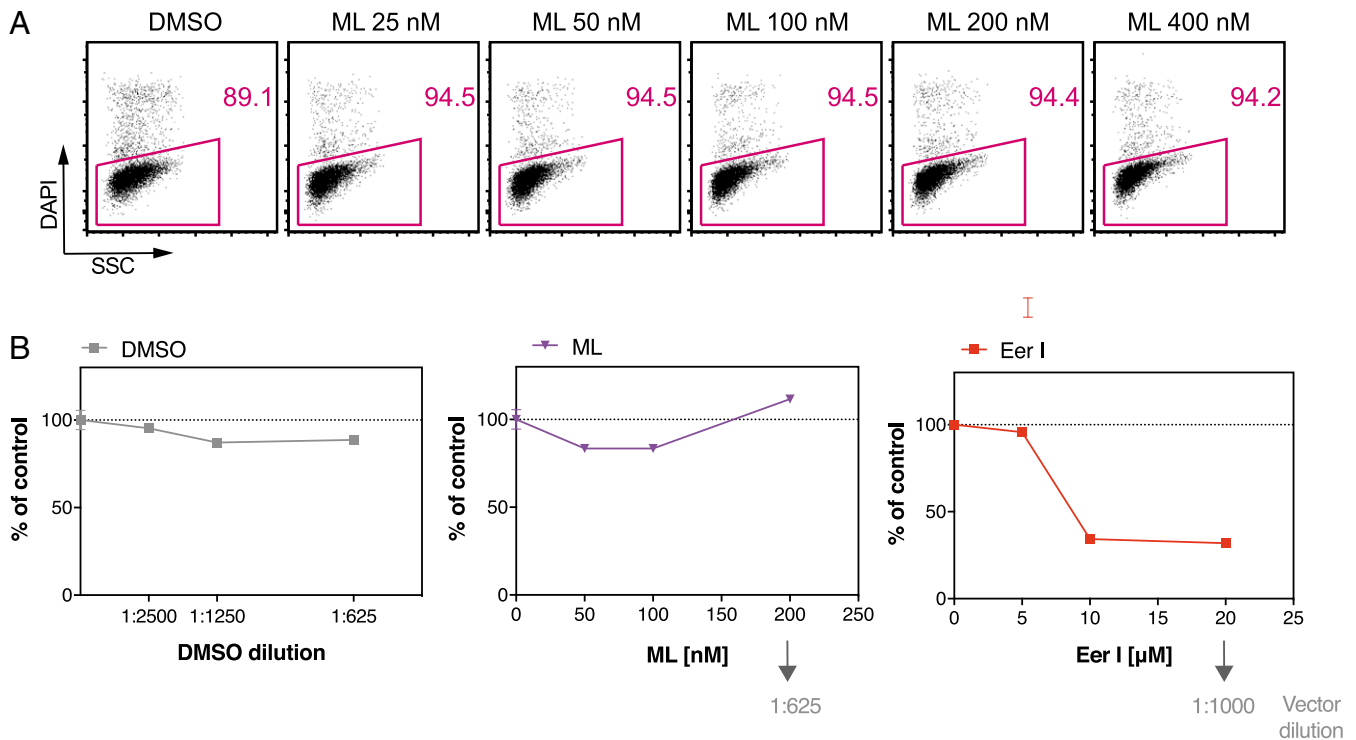 A
DMSO
ML 25 nM
ML 50 nM
ML 100 nM
ML 200 nM
ML 400 nM
89.1
94.5
94.5
94.5
94.4
94.2
DAPI
SSC
B
DMSO
% of control
100
50
0
1:2500
1:1250
1:625
DMSO dilution
ML
% of control
100
50
0
0
50
100
150
200
250
ML [nM]
1:625
Eer I
% of control
100
50
0
0
5
10
15
20
25
Eer I [µM]
1:1000
Vector
dilution